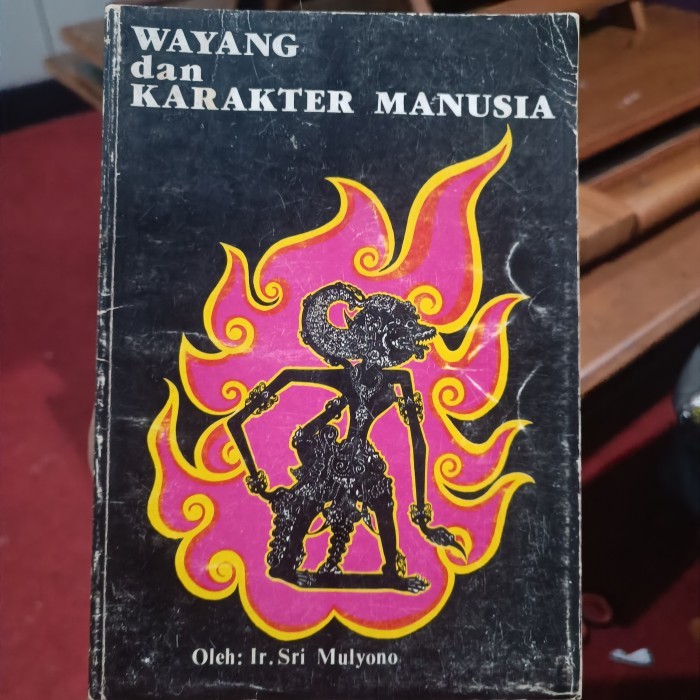 WAYANG
dan
KARAKTER MANUSIA
Oleh: Ir. Sri Mulyono